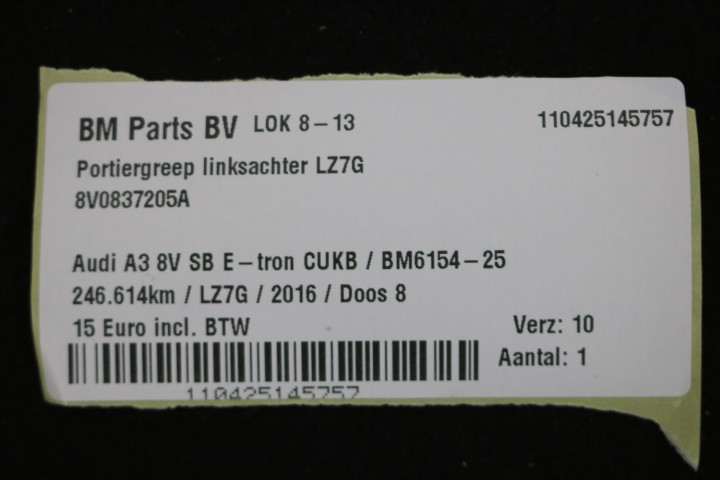 BM Parts BV LOK 8-13 110425145757
Portiergreep linksachter LZ7G
8V0837205A
Audi A3 8V SB E-tron CUKB / BM6154-25
246.614km / LZ7G / 2016 / Doos 8
15 Euro incl. BTW Verz: 10
Aantal: 1
110425145757